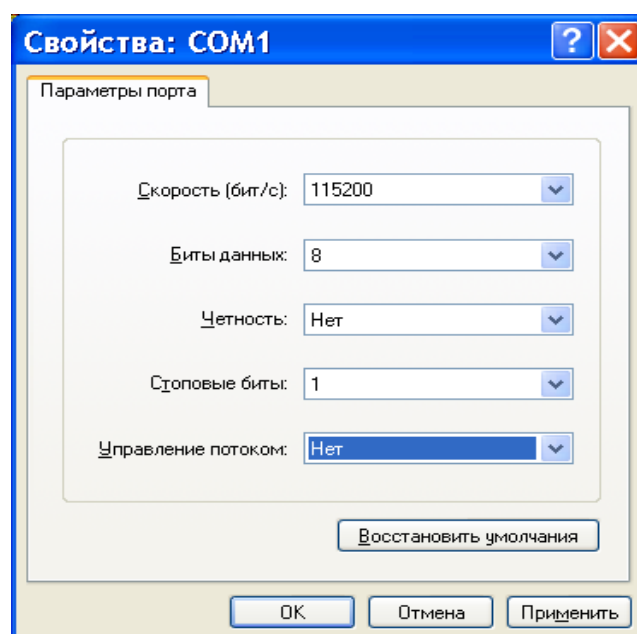 Свойства: COM1
Параметры порта
Скорость (бит/с): 115200
Биты данных: 8
Четность: Нет
Стоповые биты: 1
Управление потоком: Нет
Восстановить умолчания
OK Отмена Применить